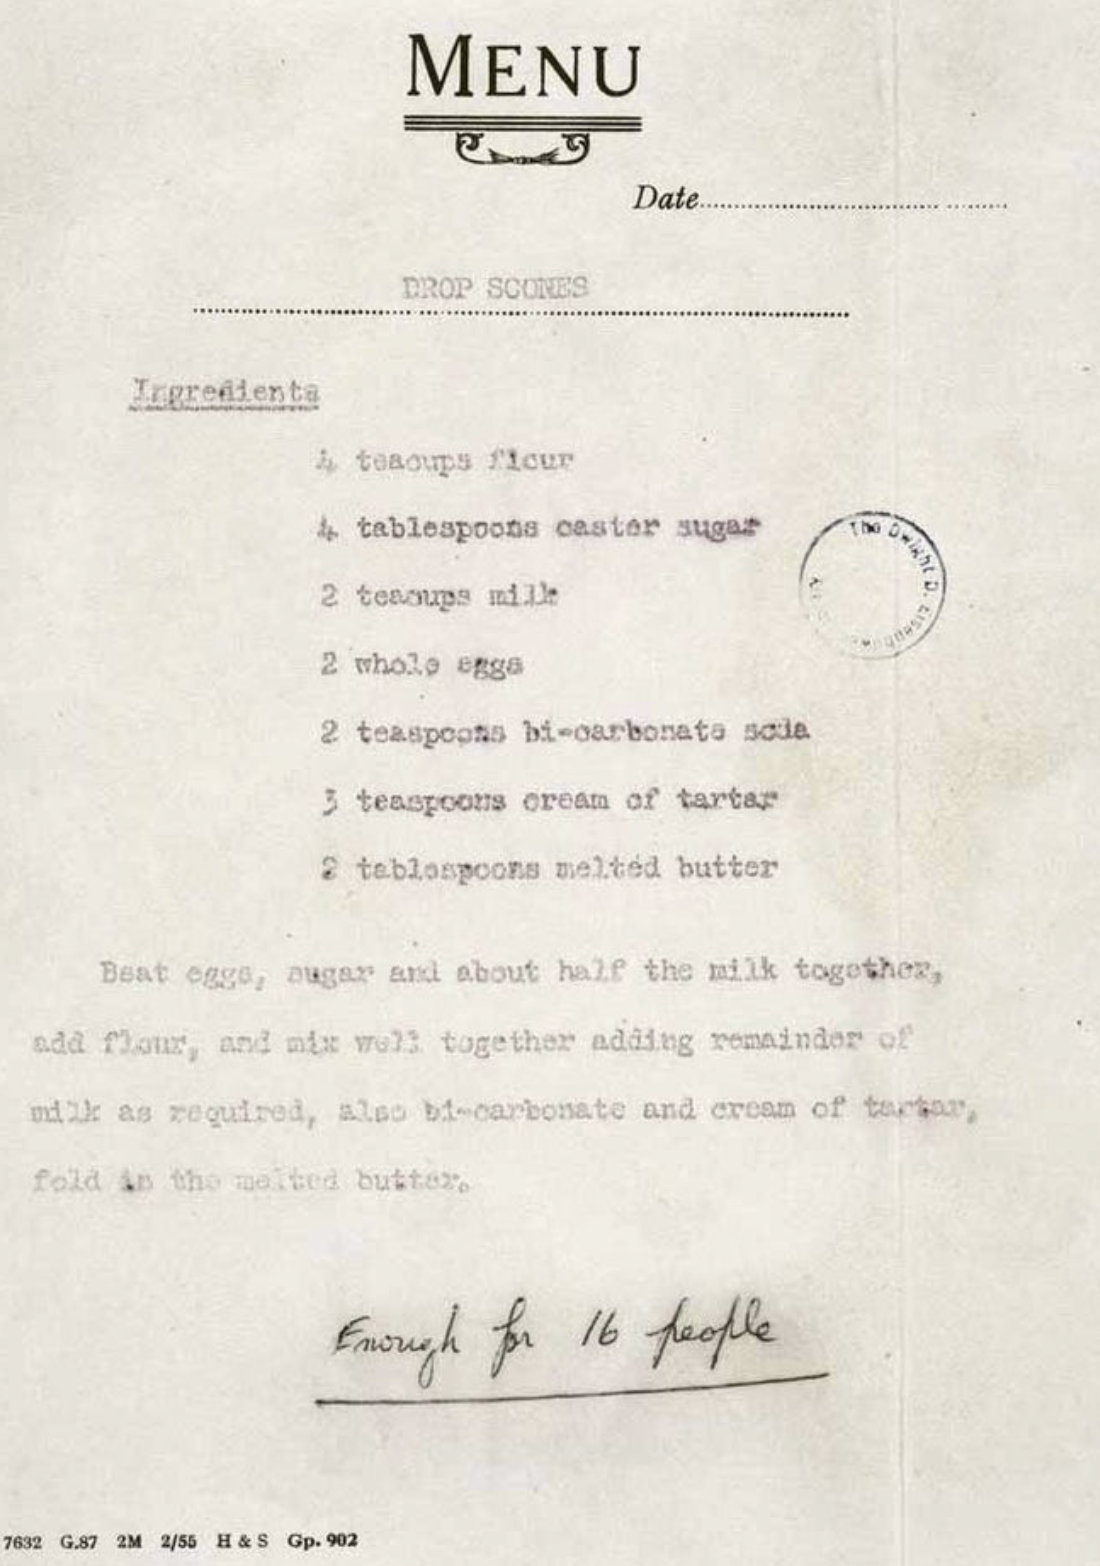 MENU
Date
DROP SCONES
Ingredients
4 teacups flour
4 tablespoons caster sugar
2 teacups milk
2 whole eggs
2 teaspoons bi-carbonate soda
3 teaspoons cream of tartar
2 tablespoons melted butter
The Dwight D. Eisenhower
Beat eggs, sugar and about half the milk together,
add flour, and mix well together adding remainder of
milk as required, also bi-carbonate and cream of tartar,
fold in the melted butter.
Enough for 16 people
7632 G.87 2M 2/55 H & S Gp. 902